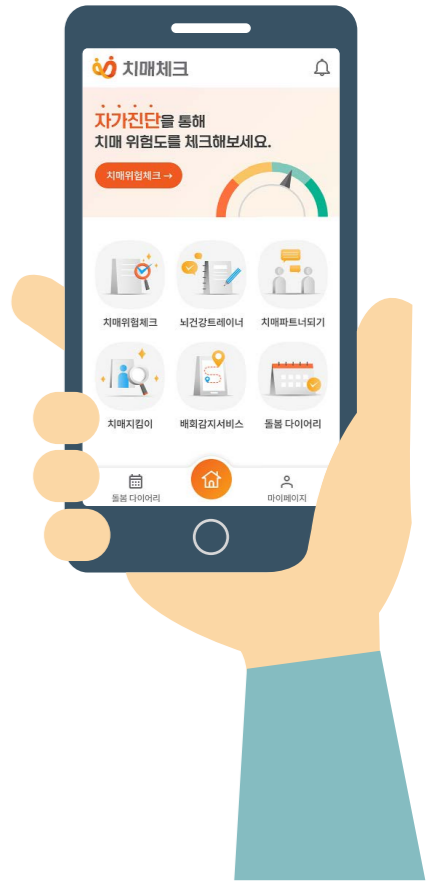 치매체크
자가진단을 통해
치매 위험도를 체크해보세요.
치매위험체크 →
치매위험체크 뇌건강트레이너 치매파트너되기
치매지킴이 배회감지서비스 돌봄 다이어리
돌봄 다이어리 마이페이지